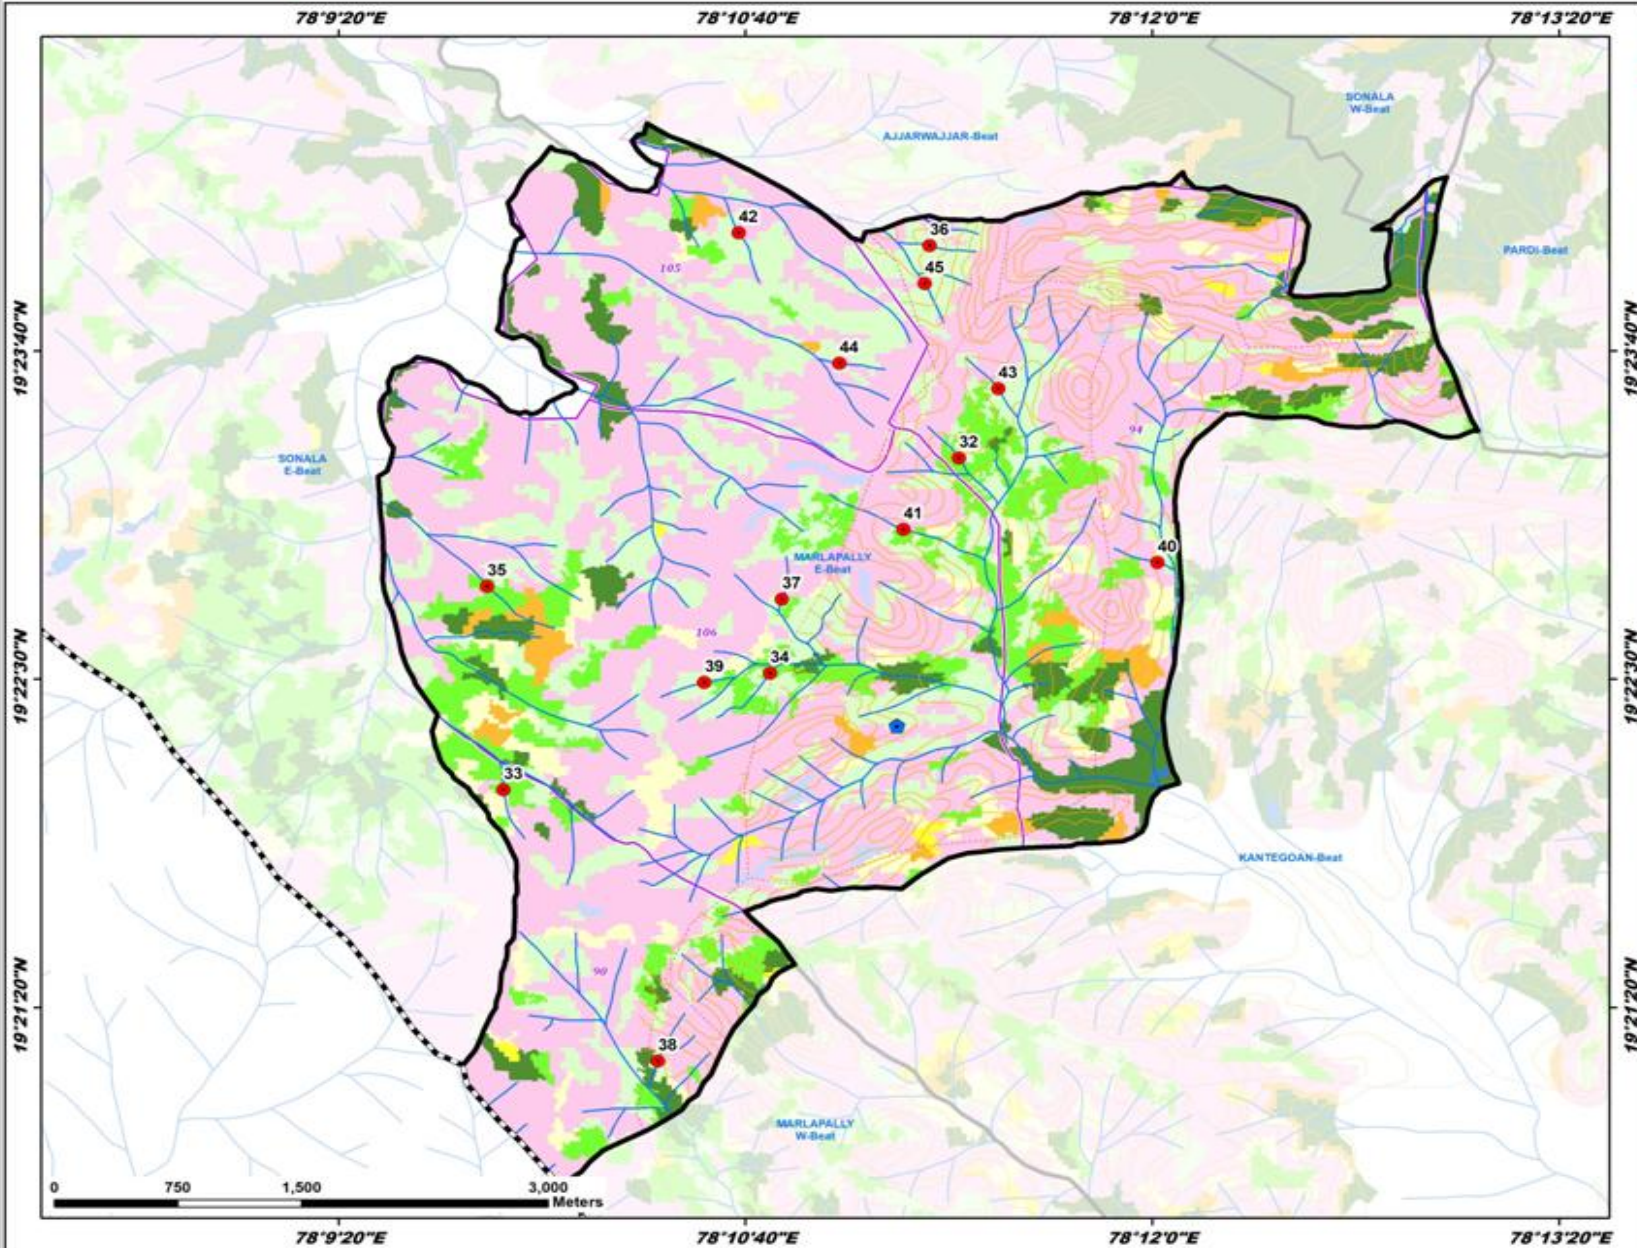 78°9'20"E 78°10'40"E 78°12'0"E 78°13'20"E
SONALA
W-Beat
AJJARWAJJAR-Beat
42
36
PARDI-Beat
105
45
19°23'40"N
19°23'40"N
44
43
94
32
SONALA
E-Beat
41
40
MARLAPALLY
E-Beat
35
37
106
39
34
19°22'30"N
19°22'30"N
33
KANTEGOAN-Beat
90
19°21'20"N
19°21'20"N
38
MARLAPALLY
W-Beat
0 750 1,500 3,000
Meters
78°9'20"E 78°10'40"E 78°12'0"E 78°13'20"E